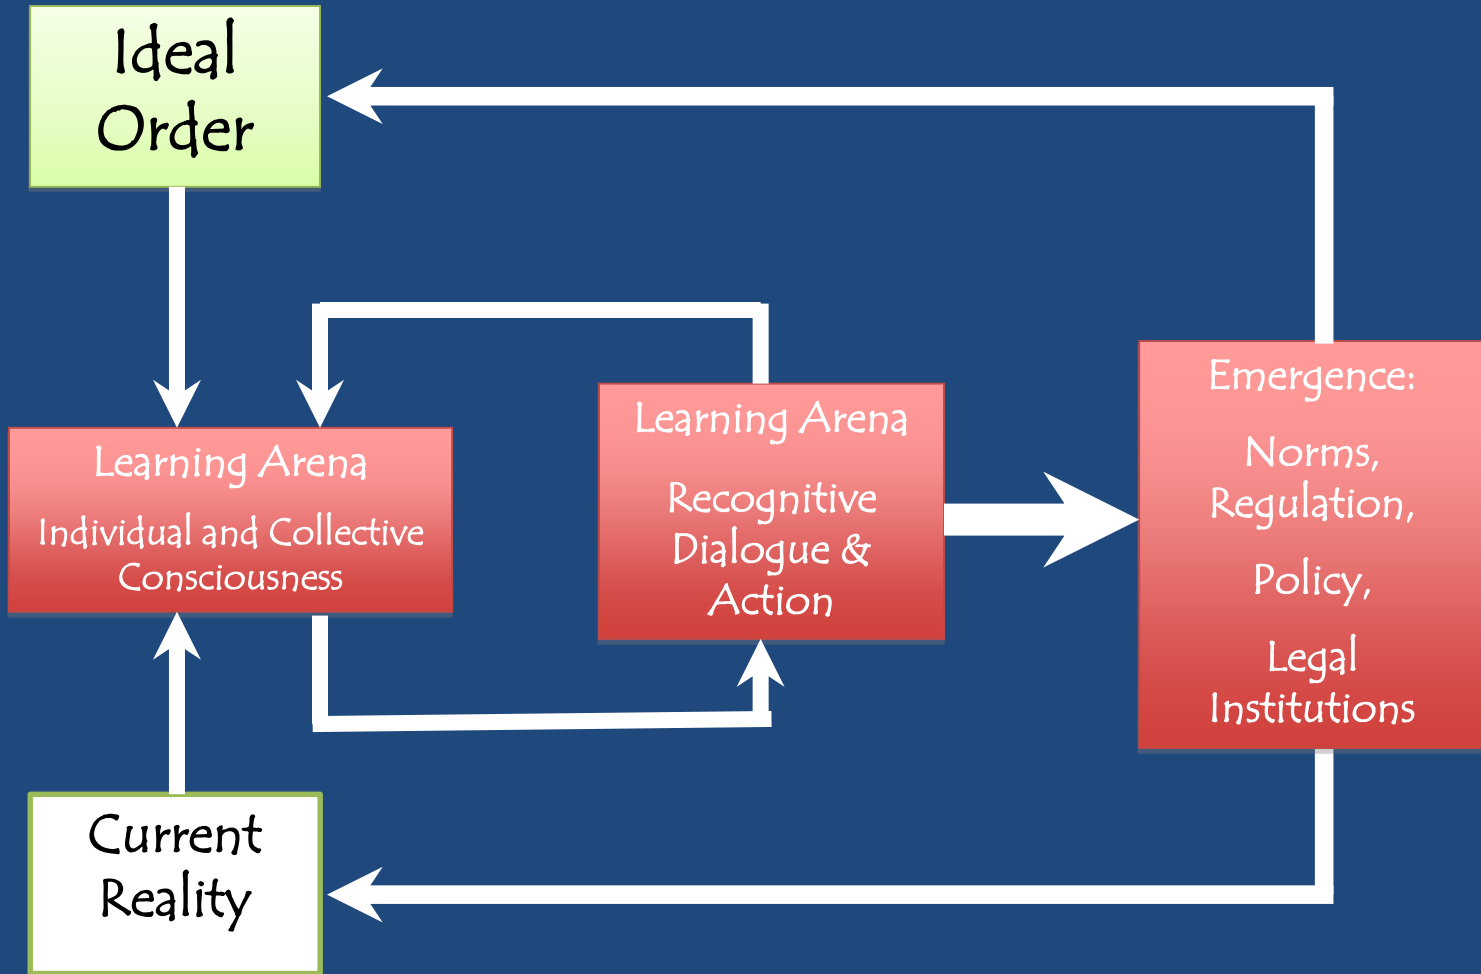 Ideal
Order
Learning Arena
Individual and Collective
Consciousness
Current
Reality
Learning Arena
Recognitive
Dialogue &
Action
Emergence:
Norms,
Regulation,
Policy,
Legal
Institutions